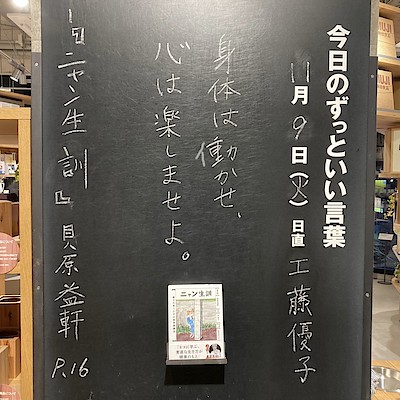 今日のずっといい言葉
11月9日(火)日直 工藤優子
身体は働かせ、
心は楽しませよ。
『ニャン生訓』貝原益軒 P.16
ニャン生訓
MUJI